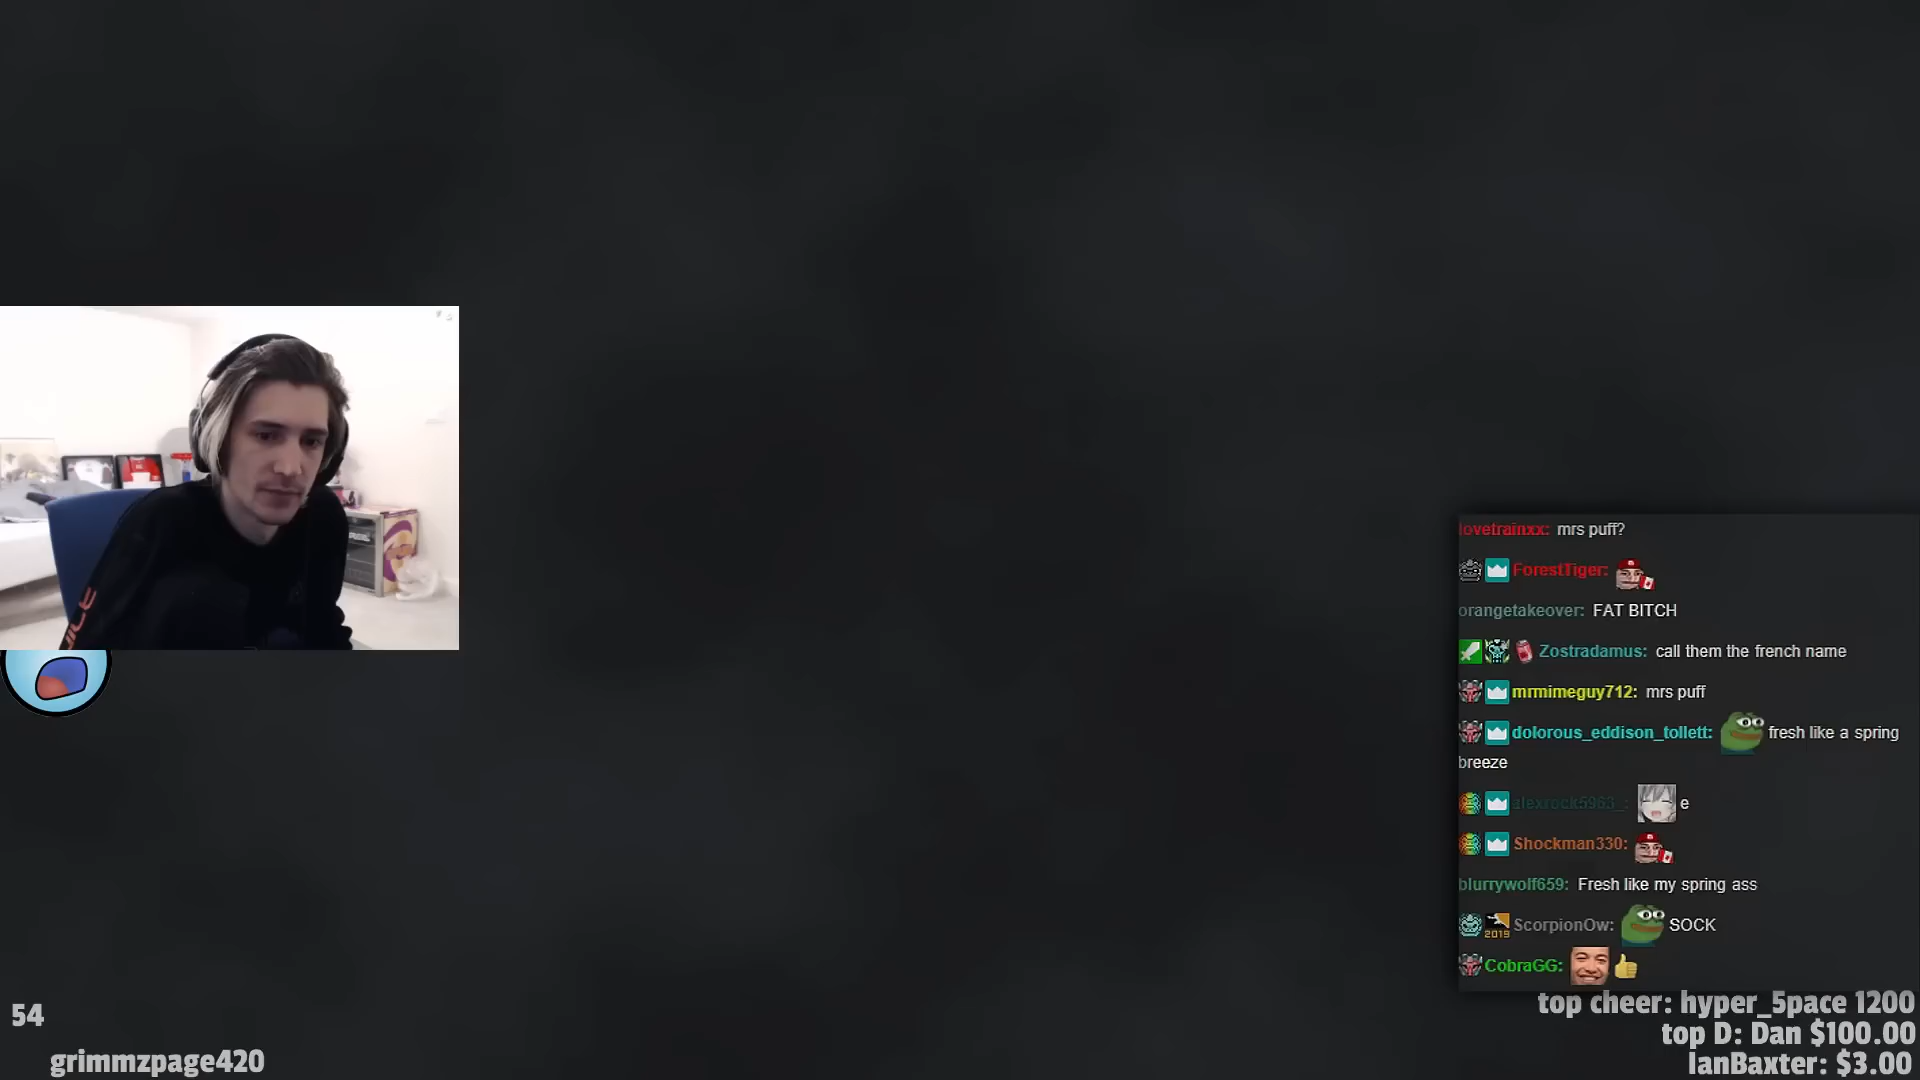 lovetrainxx: mrs puff?
ForestTiger:
orangetakeover: FAT BITCH
Zostradamus: call them the french name
mrmimeguy712: mrs puff
dolorous_eddison_tollett: fresh like a spring
breeze
alexrock5963_: e
Shockman330:
blurrywolf659: Fresh like my spring ass
2019 ScorpionOw: SOCK
CobraGG:
54
grimmzpage420
top cheer: hyper_5pace 1200
top D: Dan $100.00
IanBaxter: $3.00